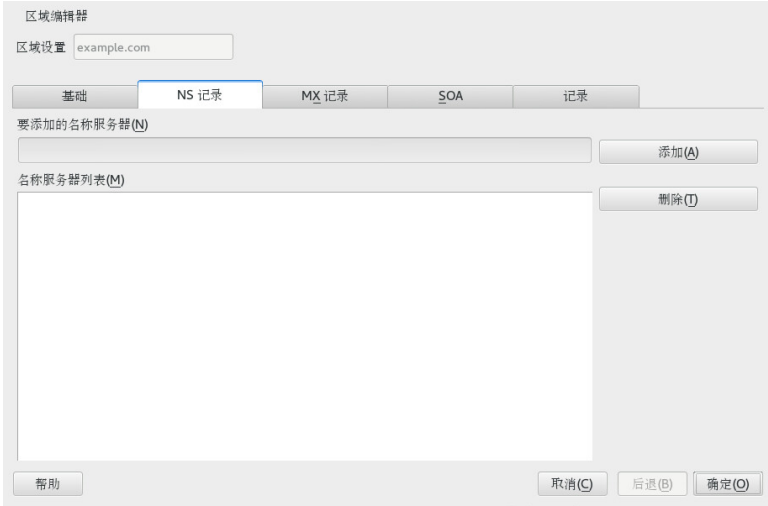 区域编辑器
区域设置 example.com
基础 NS 记录 MX 记录 SOA 记录
要添加的名称服务器(N)
添加(A)
名称服务器列表(M)
删除(T)
帮助 取消(C) 后退(B) 确定(O)